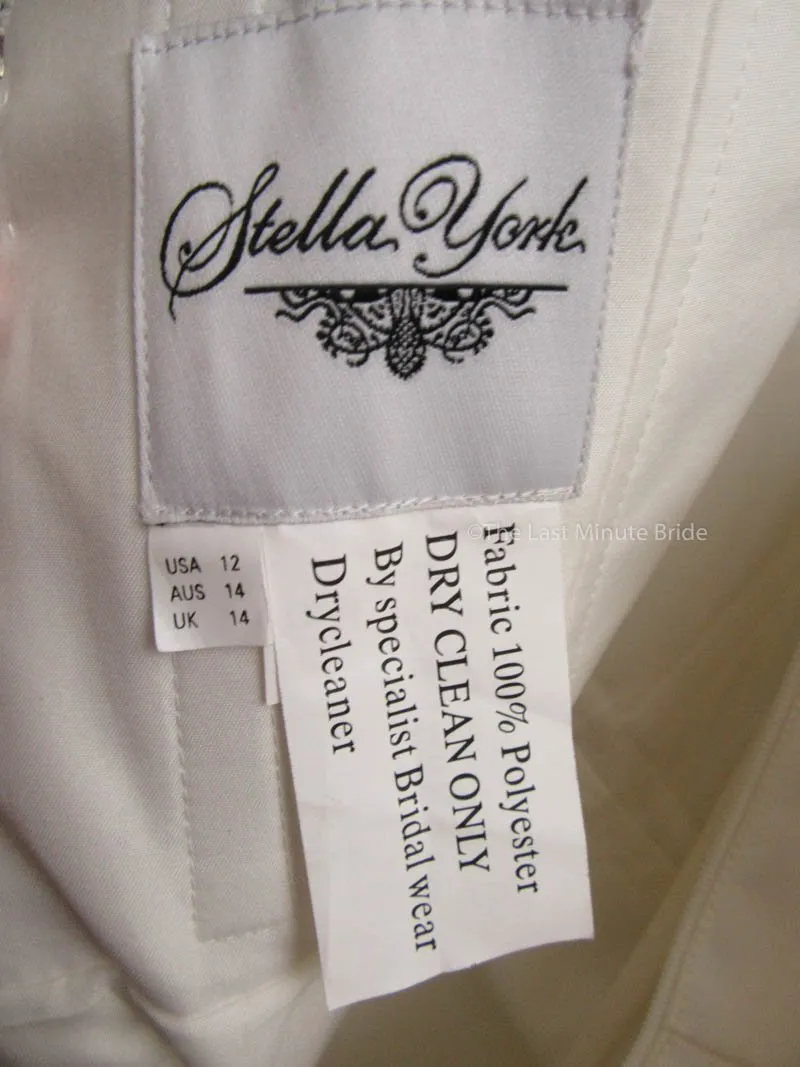 Stella York
©The Last Minute Bride
USA 12
AUS 14
UK 14
Fabric 100% Polyester
DRY CLEAN ONLY
By specialist Bridal wear
Drycleaner